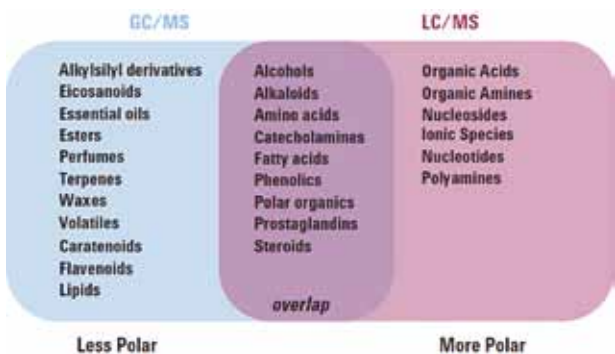 GC/MS
LC/MS
Alkylsilyl derivatives
Eicosanoids
Essential oils
Esters
Perfumes
Terpenes
Waxes
Volatiles
Caratenoids
Flavenoids
Lipids
Alcohols
Alkaloids
Amino acids
Catecholamines
Fatty acids
Phenolics
Polar organics
Prostaglandins
Steroids
overlap
Organic Acids
Organic Amines
Nucleosides
Ionic Species
Nucleotides
Polyamines
Less Polar
More Polar